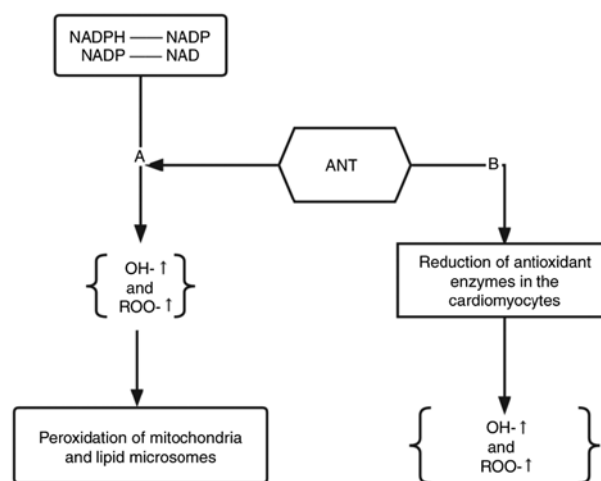 NADPH —— NADP
NADP —— NAD
A
ANT
B
OH- ↑
and
ROO- ↑
Reduction of antioxidant
enzymes in the
cardiomyocytes
Peroxidation of mitochondria
and lipid microsomes
OH- ↑
and
ROO- ↑